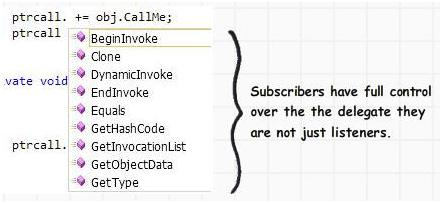 ptrcall. += obj.CallMe;
ptrcall
BeginInvoke
Clone
DynamicInvoke
vate void
EndInvoke
Equals
GetHashCode
ptrcall.
GetInvocationList
GetObjectData
GetType
Subscribers have full control
over the the delegate they
are not just listeners.